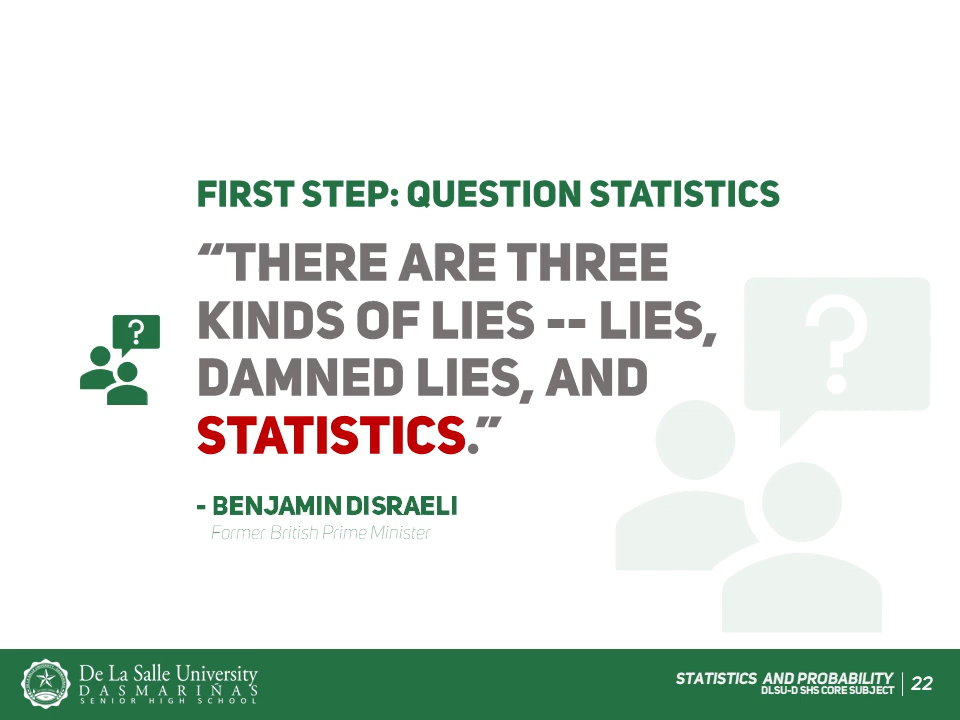 FIRST STEP: QUESTION STATISTICS
“THERE ARE THREE
KINDS OF LIES -- LIES,
DAMNED LIES, AND
STATISTICS.”
- BENJAMIN DISRAELI
Former British Prime Minister
?
?
De La Salle University
DASMARIÑAS
SENIOR HIGH SCHOOL
STATISTICS AND PROBABILITY
DLSU-D SHS CORE SUBJECT
22